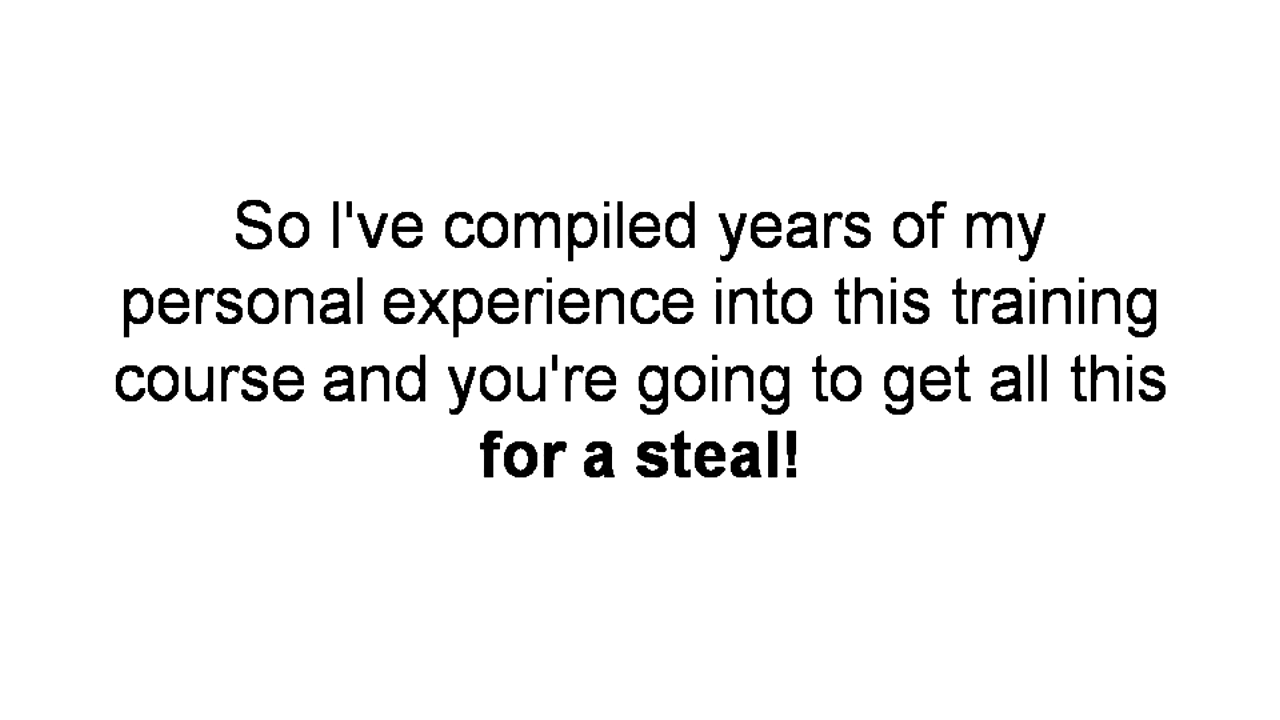 So I've compiled years of my
personal experience into this training
course and you're going to get all this
for a steal!